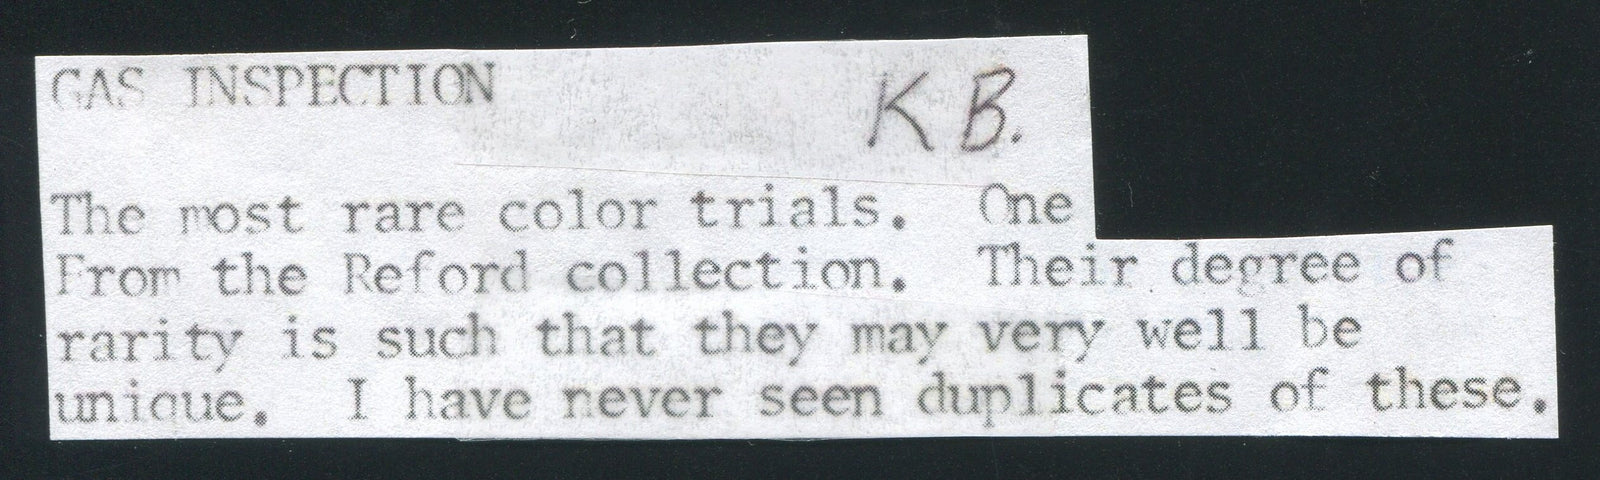 GAS INSPECTION
K B.
The most rare color trials. One
From the Reford collection. Their degree of
rarity is such that they may very well be
unique. I have never seen duplicates of these.